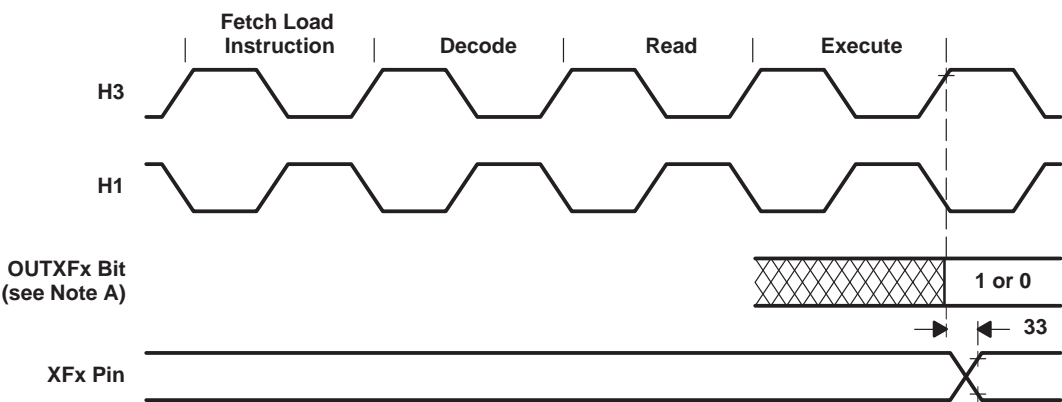 Fetch Load
Instruction
Decode
Read
Execute
H3
H1
OUTXFx Bit
(see Note A)
1 or 0
33
XFx Pin